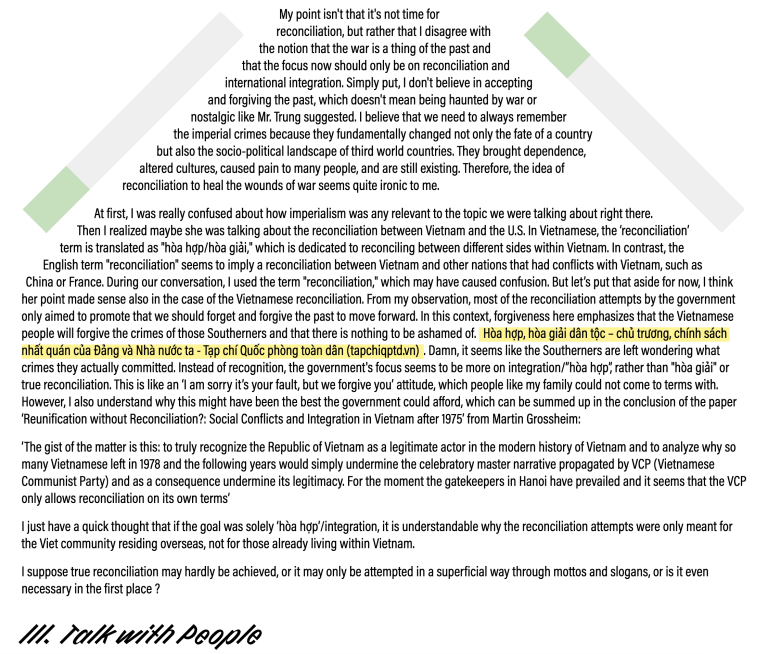 My point isn't that it's not time for
reconciliation, but rather that I disagree with
the notion that the war is a thing of the past and
that the focus now should only be on reconciliation and
international integration. Simply put, I don't believe in accepting
and forgiving the past, which doesn't mean being haunted by war or
nostalgic like Mr. Trung suggested. I believe that we need to always remember
the imperial crimes because they fundamentally changed not only the fate of a country
but also the socio-political landscape of third world countries. They brought dependence,
altered cultures, caused pain to many people, and are still existing. Therefore, the idea of
reconciliation to heal the wounds of war seems quite ironic to me.
At first, I was really confused about how imperialism was any relevant to the topic we were talking about right there.
Then I realized maybe she was talking about the reconciliation between Vietnam and the U.S. In Vietnamese, the ‘reconciliation’
term is translated as "hòa hợp/hòa giải," which is dedicated to reconciling between different sides within Vietnam. In contrast, the
English term "reconciliation" seems to imply a reconciliation between Vietnam and other nations that had conflicts with Vietnam, such as
China or France. During our conversation, I used the term "reconciliation," which may have caused confusion. But let’s put that aside for now, I think
her point made sense also in the case of the Vietnamese reconciliation. From my observation, most of the reconciliation attempts by the government
only aimed to promote that we should forget and forgive the past to move forward. In this context, forgiveness here emphasizes that the Vietnamese
people will forgive the crimes of those Southerners and that there is nothing to be ashamed of. Hòa hợp, hòa giải dân tộc – chủ trương, chính sách
nhất quán của Đảng và Nhà nước ta - Tạp chí Quốc phòng toàn dân (tapchiqptd.vn) . Damn, it seems like the Southerners are left wondering what
crimes they actually committed. Instead of recognition, the government's focus seems to be more on integration/"hòa hợp", rather than "hòa giải" or
true reconciliation. This is like an ‘I am sorry it’s your fault, but we forgive you’ attitude, which people like my family could not come to terms with.
However, I also understand why this might have been the best the government could afford, which can be summed up in the conclusion of the paper
‘Reunification without Reconciliation?: Social Conflicts and Integration in Vietnam after 1975’ from Martin Grossheim:
‘The gist of the matter is this: to truly recognize the Republic of Vietnam as a legitimate actor in the modern history of Vietnam and to analyze why so
many Vietnamese left in 1978 and the following years would simply undermine the celebratory master narrative propagated by VCP (Vietnamese
Communist Party) and as a consequence undermine its legitimacy. For the moment the gatekeepers in Hanoi have prevailed and it seems that the VCP
only allows reconciliation on its own terms’
I just have a quick thought that if the goal was solely ‘hòa hợp’/integration, it is understandable why the reconciliation attempts were only meant for
the Viet community residing overseas, not for those already living within Vietnam.
I suppose true reconciliation may hardly be achieved, or it may only be attempted in a superficial way through mottos and slogans, or is it even
necessary in the first place ?
III. Talk with People